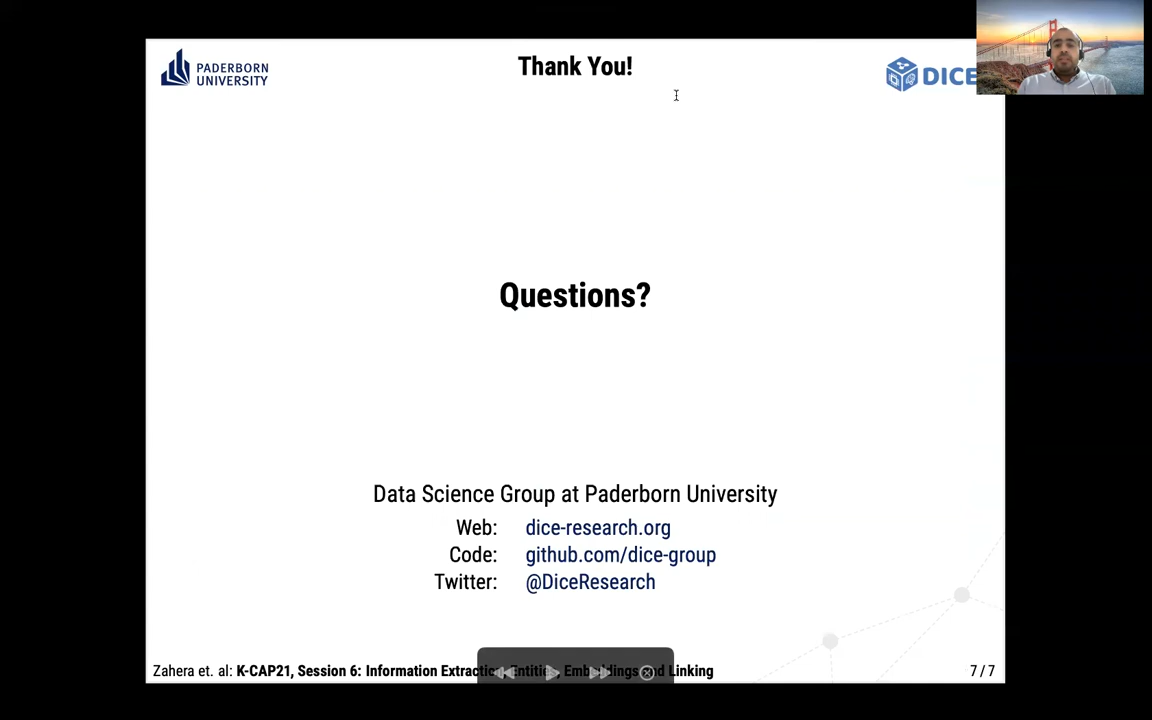 PADERBORN
UNIVERSITY
Thank You!
DICE
Questions?
Data Science Group at Paderborn University
Web: dice-research.org
Code: github.com/dice-group
Twitter: @DiceResearch
Zahera et. al: K-CAP21, Session 6: Information Extraction, Entities, Embeddings and Linking
7 / 7